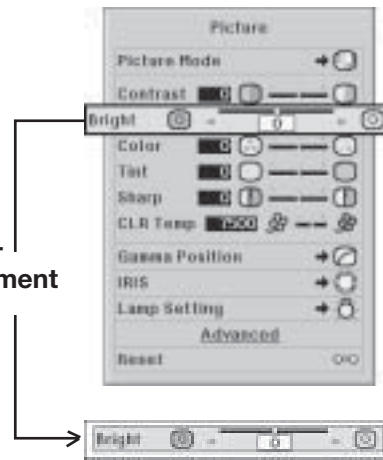 Picture
Picture Mode
Contrast 0
Bright 0
Color 0
Tint 0
Sharp 0
CLR Temp 7500
Gamma Position
IRIS
Lamp Setting
Advanced
Reset
ment
Bright 0